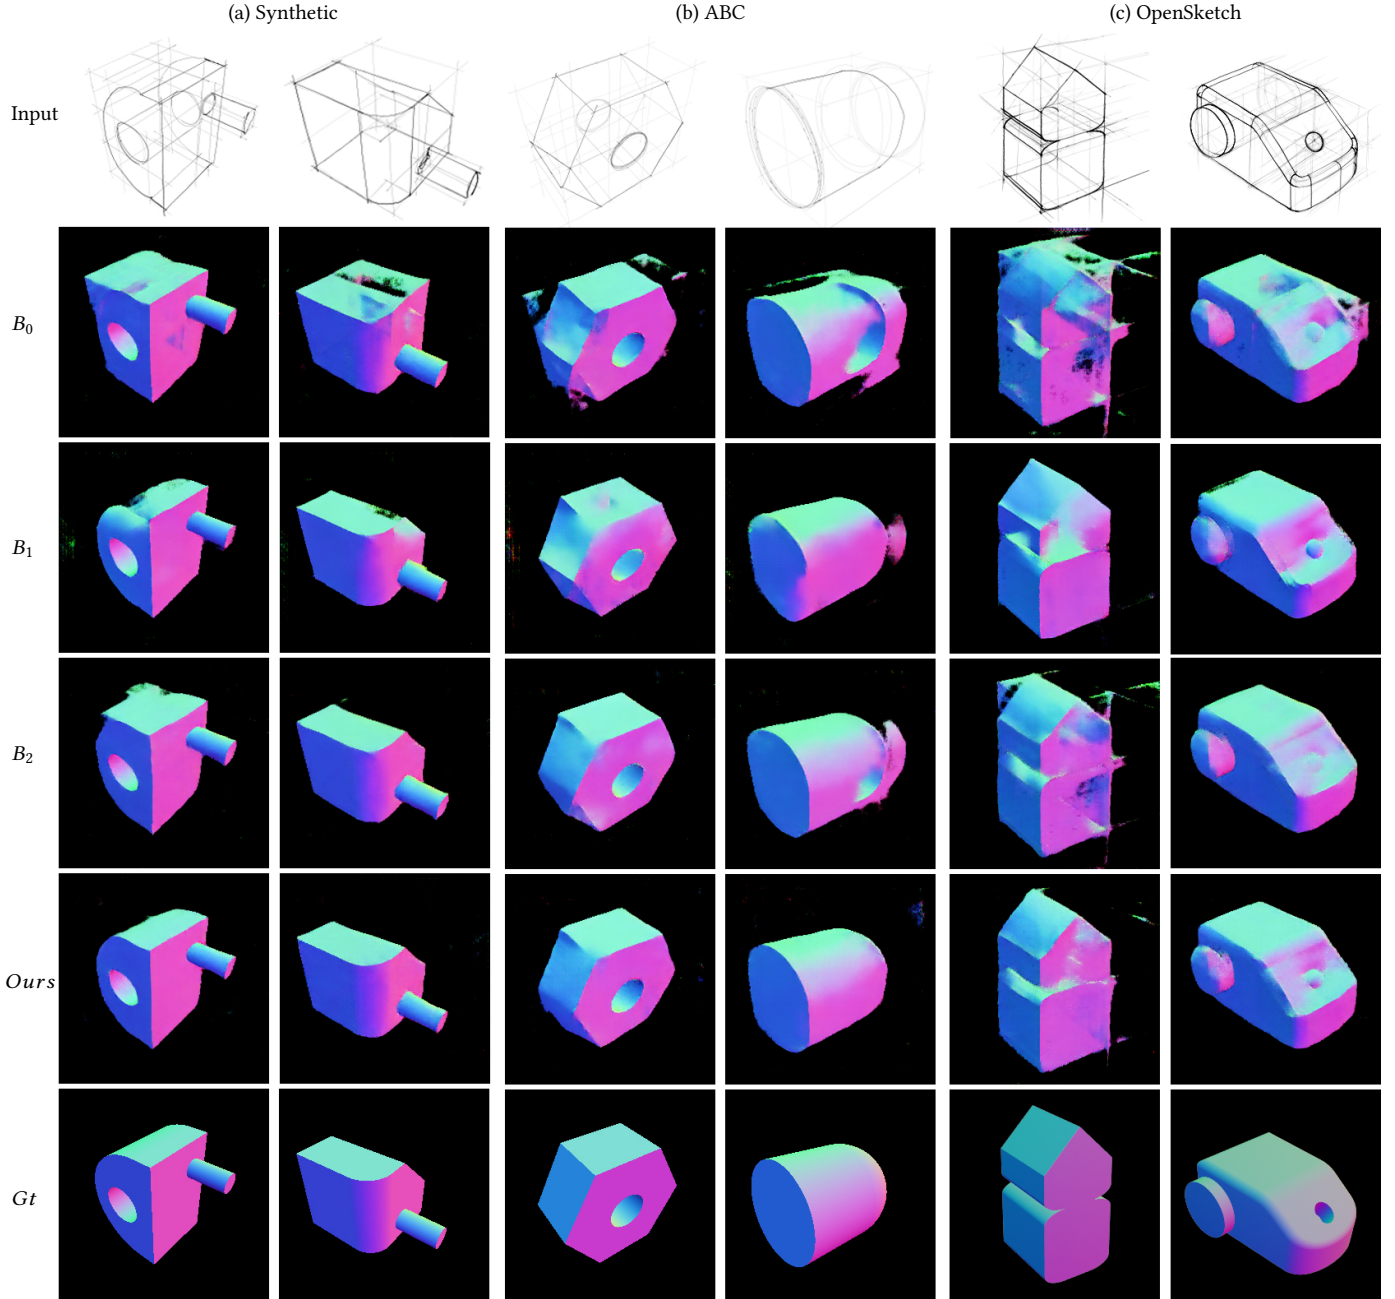 (a) Synthetic
(b) ABC
(c) OpenSketch
Input
B₀
B₁
B₂
Ours
Gt